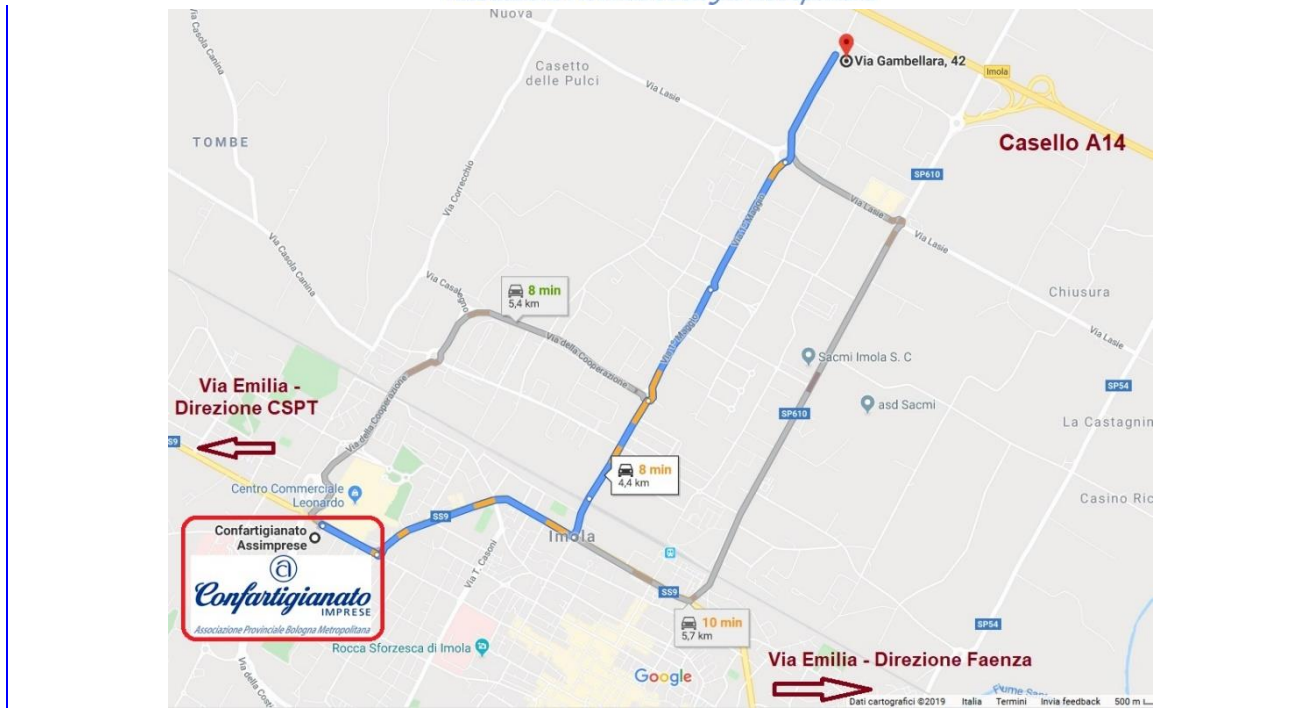 Nuova
Via Casola Canina
Casetto
delle Pulci
Via Lasie
Via Gambellara, 42
Imola
Casello A14
TOMBE
Via Correcchio
SP610
Via Lasie
Via Lasie
Via I Maggio
Via Casola Canina
Via Casalegno
8 min
5,4 km
Chiusura
Via della Cooperazione
Via I Maggio
Via Lasie
Sacmi Imola S. C
SP54
Via Emilia -
Direzione CSPT
asd Sacmi
SP610
La Castagnin
Via della Cooperazione
SS9
8 min
4,4 km
Centro Commerciale
Leonardo
Casino Ric
SS9
Confartigianato
Assimprese
Imola
Via T. Casoni
Confartigianato
IMPRESE
Associazione Provinciale Bologna Metropolitana
SS9
10 min
5,7 km
SP54
Rocca Sforzesca di Imola
Via Emilia - Direzione Faenza
Google
Dati cartografici ©2019 Italia Termini Invia feedback 500 m